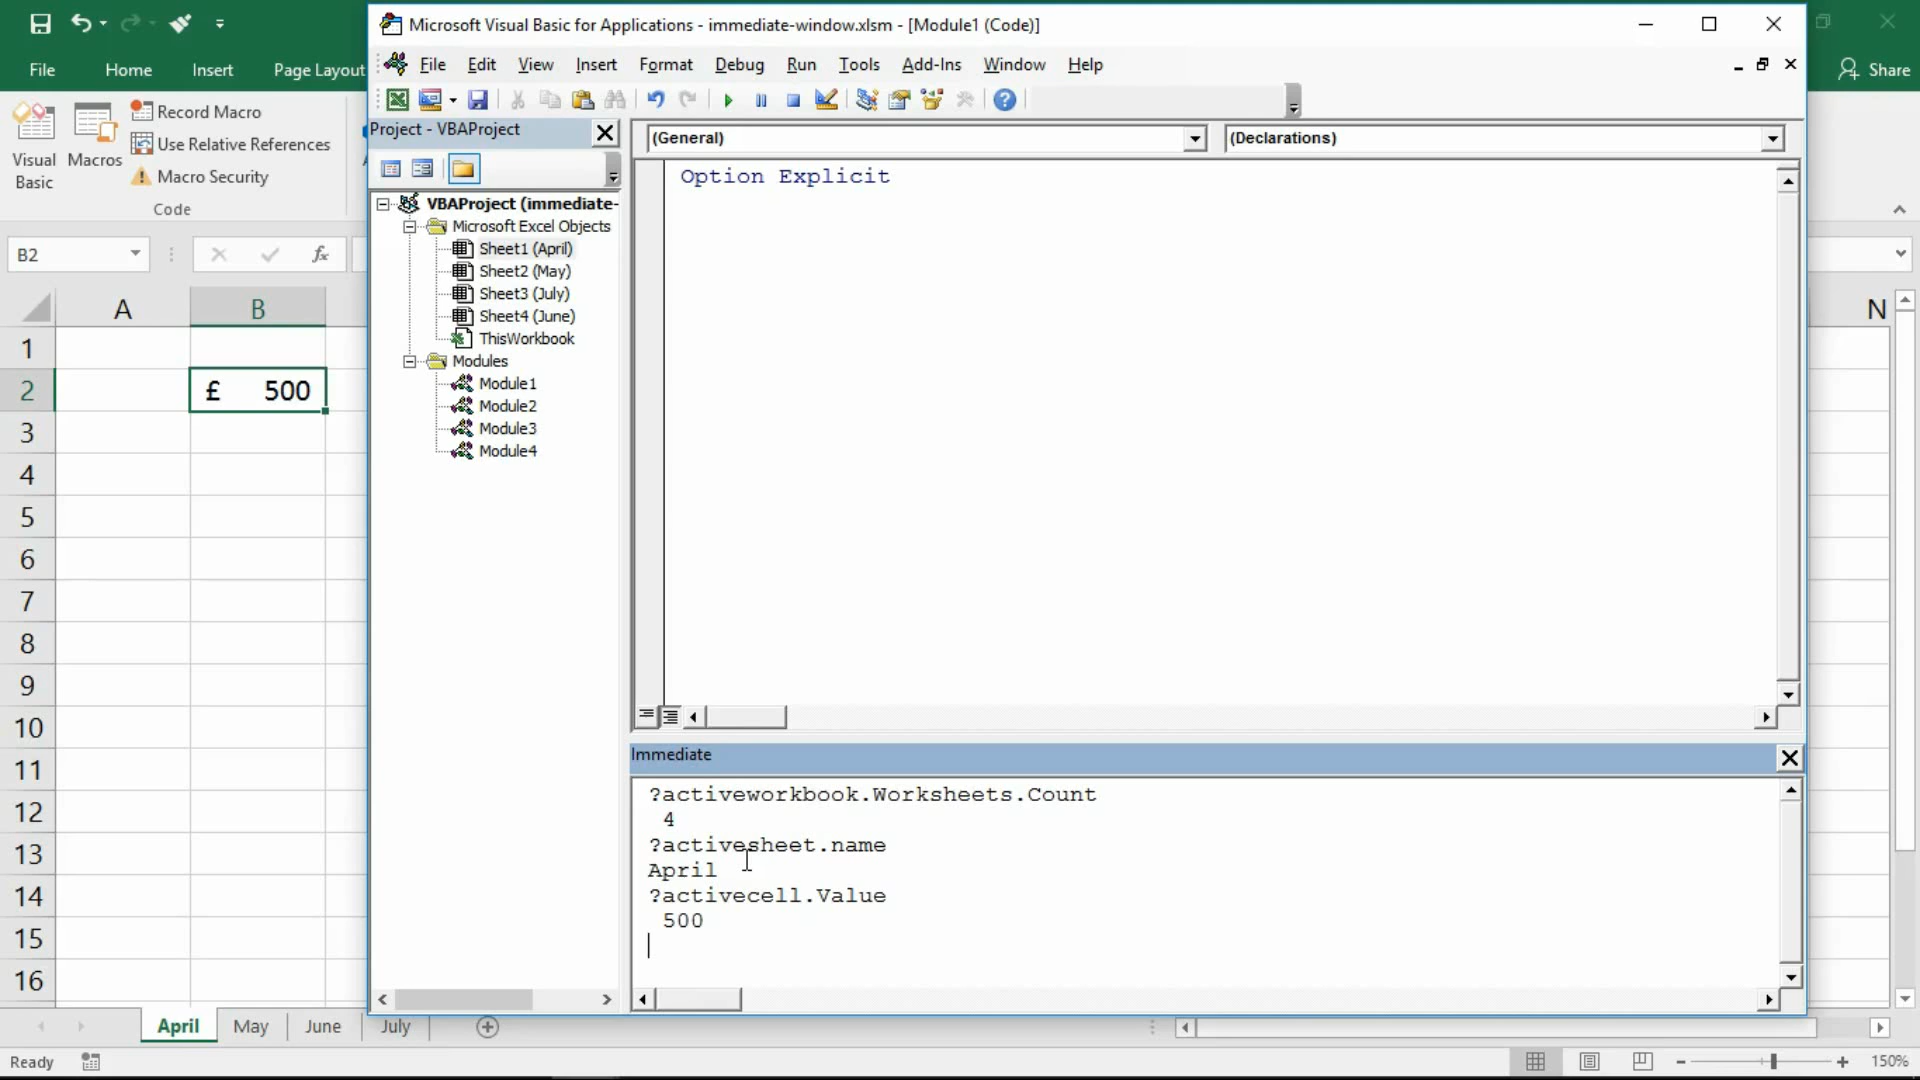 Microsoft Visual Basic for Applications - immediate-window.xlsm - [Module1 (Code)]
File Home Insert Page Layout
Share
File Edit View Insert Format Debug Run Tools Add-Ins Window Help
Visual Basic
Macros
Record Macro
Use Relative References
Macro Security
Code
Project - VBAProject
(General)
(Declarations)
Option Explicit
VBAProject (immediate-
Microsoft Excel Objects
Sheet1 (April)
Sheet2 (May)
Sheet3 (July)
Sheet4 (June)
ThisWorkbook
Modules
Module1
Module2
Module3
Module4
B2
fx
A B N
1
2 £ 500
3
4
5
6
7
8
9
10
11
12
13
14
15
16
Immediate
?activeworkbook.Worksheets.Count
4
?activesheet.name
April
?activecell.Value
500
April May June July
Ready
150%